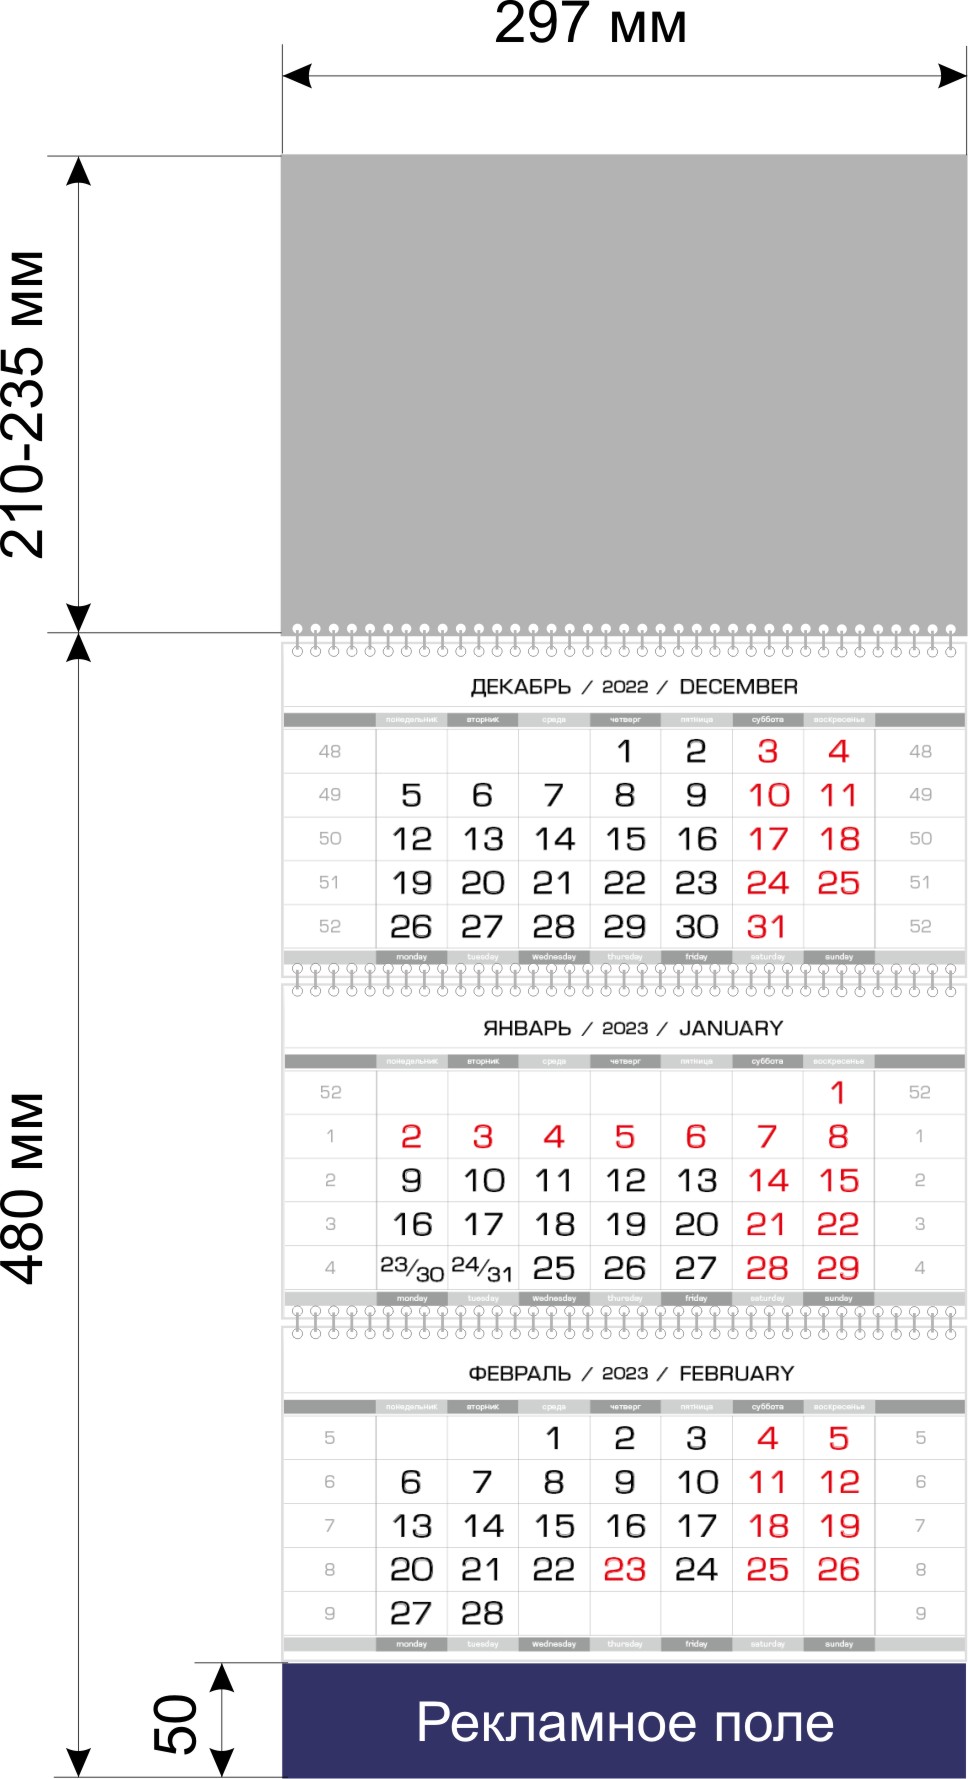 297 мм
210-235 мм
ДЕКАБРЬ / 2022 / DECEMBER
понедельник вторник среда четверг пятница суббота воскресенье
48 1 2 3 4 48
49 5 6 7 8 9 10 11 49
50 12 13 14 15 16 17 18 50
51 19 20 21 22 23 24 25 51
52 26 27 28 29 30 31 52
monday tuesday wednesday thursday friday saturday sunday
480 мм
ЯНВАРЬ / 2023 / JANUARY
понедельник вторник среда четверг пятница суббота воскресенье
52 1 52
1 2 3 4 5 6 7 8 1
2 9 10 11 12 13 14 15 2
3 16 17 18 19 20 21 22 3
4 23/30 24/31 25 26 27 28 29 4
monday tuesday wednesday thursday friday saturday sunday
ФЕВРАЛЬ / 2023 / FEBRUARY
понедельник вторник среда четверг пятница суббота воскресенье
5 1 2 3 4 5 5
6 6 7 8 9 10 11 12 6
7 13 14 15 16 17 18 19 7
8 20 21 22 23 24 25 26 8
9 27 28 9
monday tuesday wednesday thursday friday saturday sunday
50
Рекламное поле